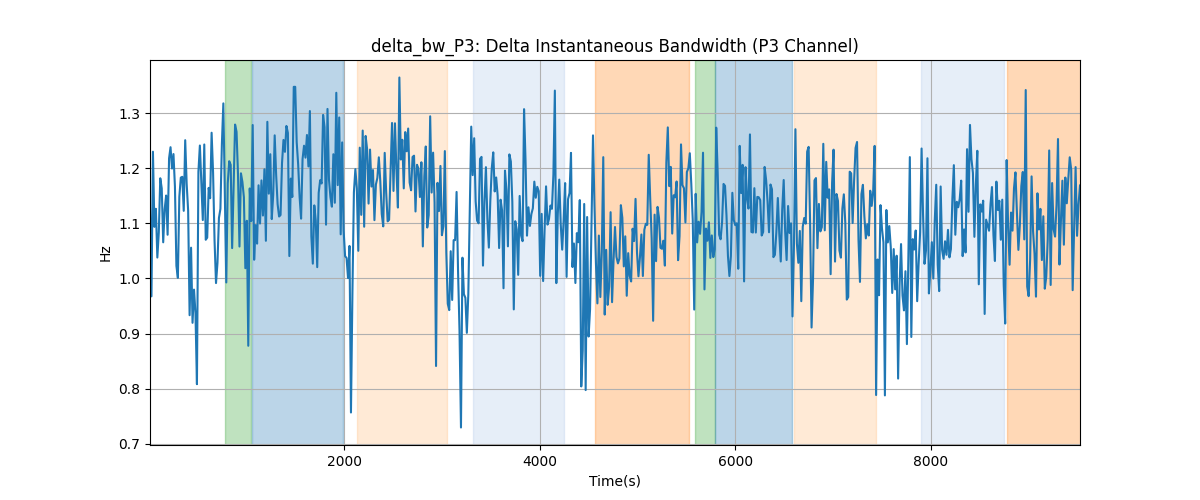 delta_bw_P3: Delta Instantaneous Bandwidth (P3 Channel)
Hz
1.3
1.2
1.1
1.0
0.9
0.8
0.7
2000 4000 6000 8000
Time(s)